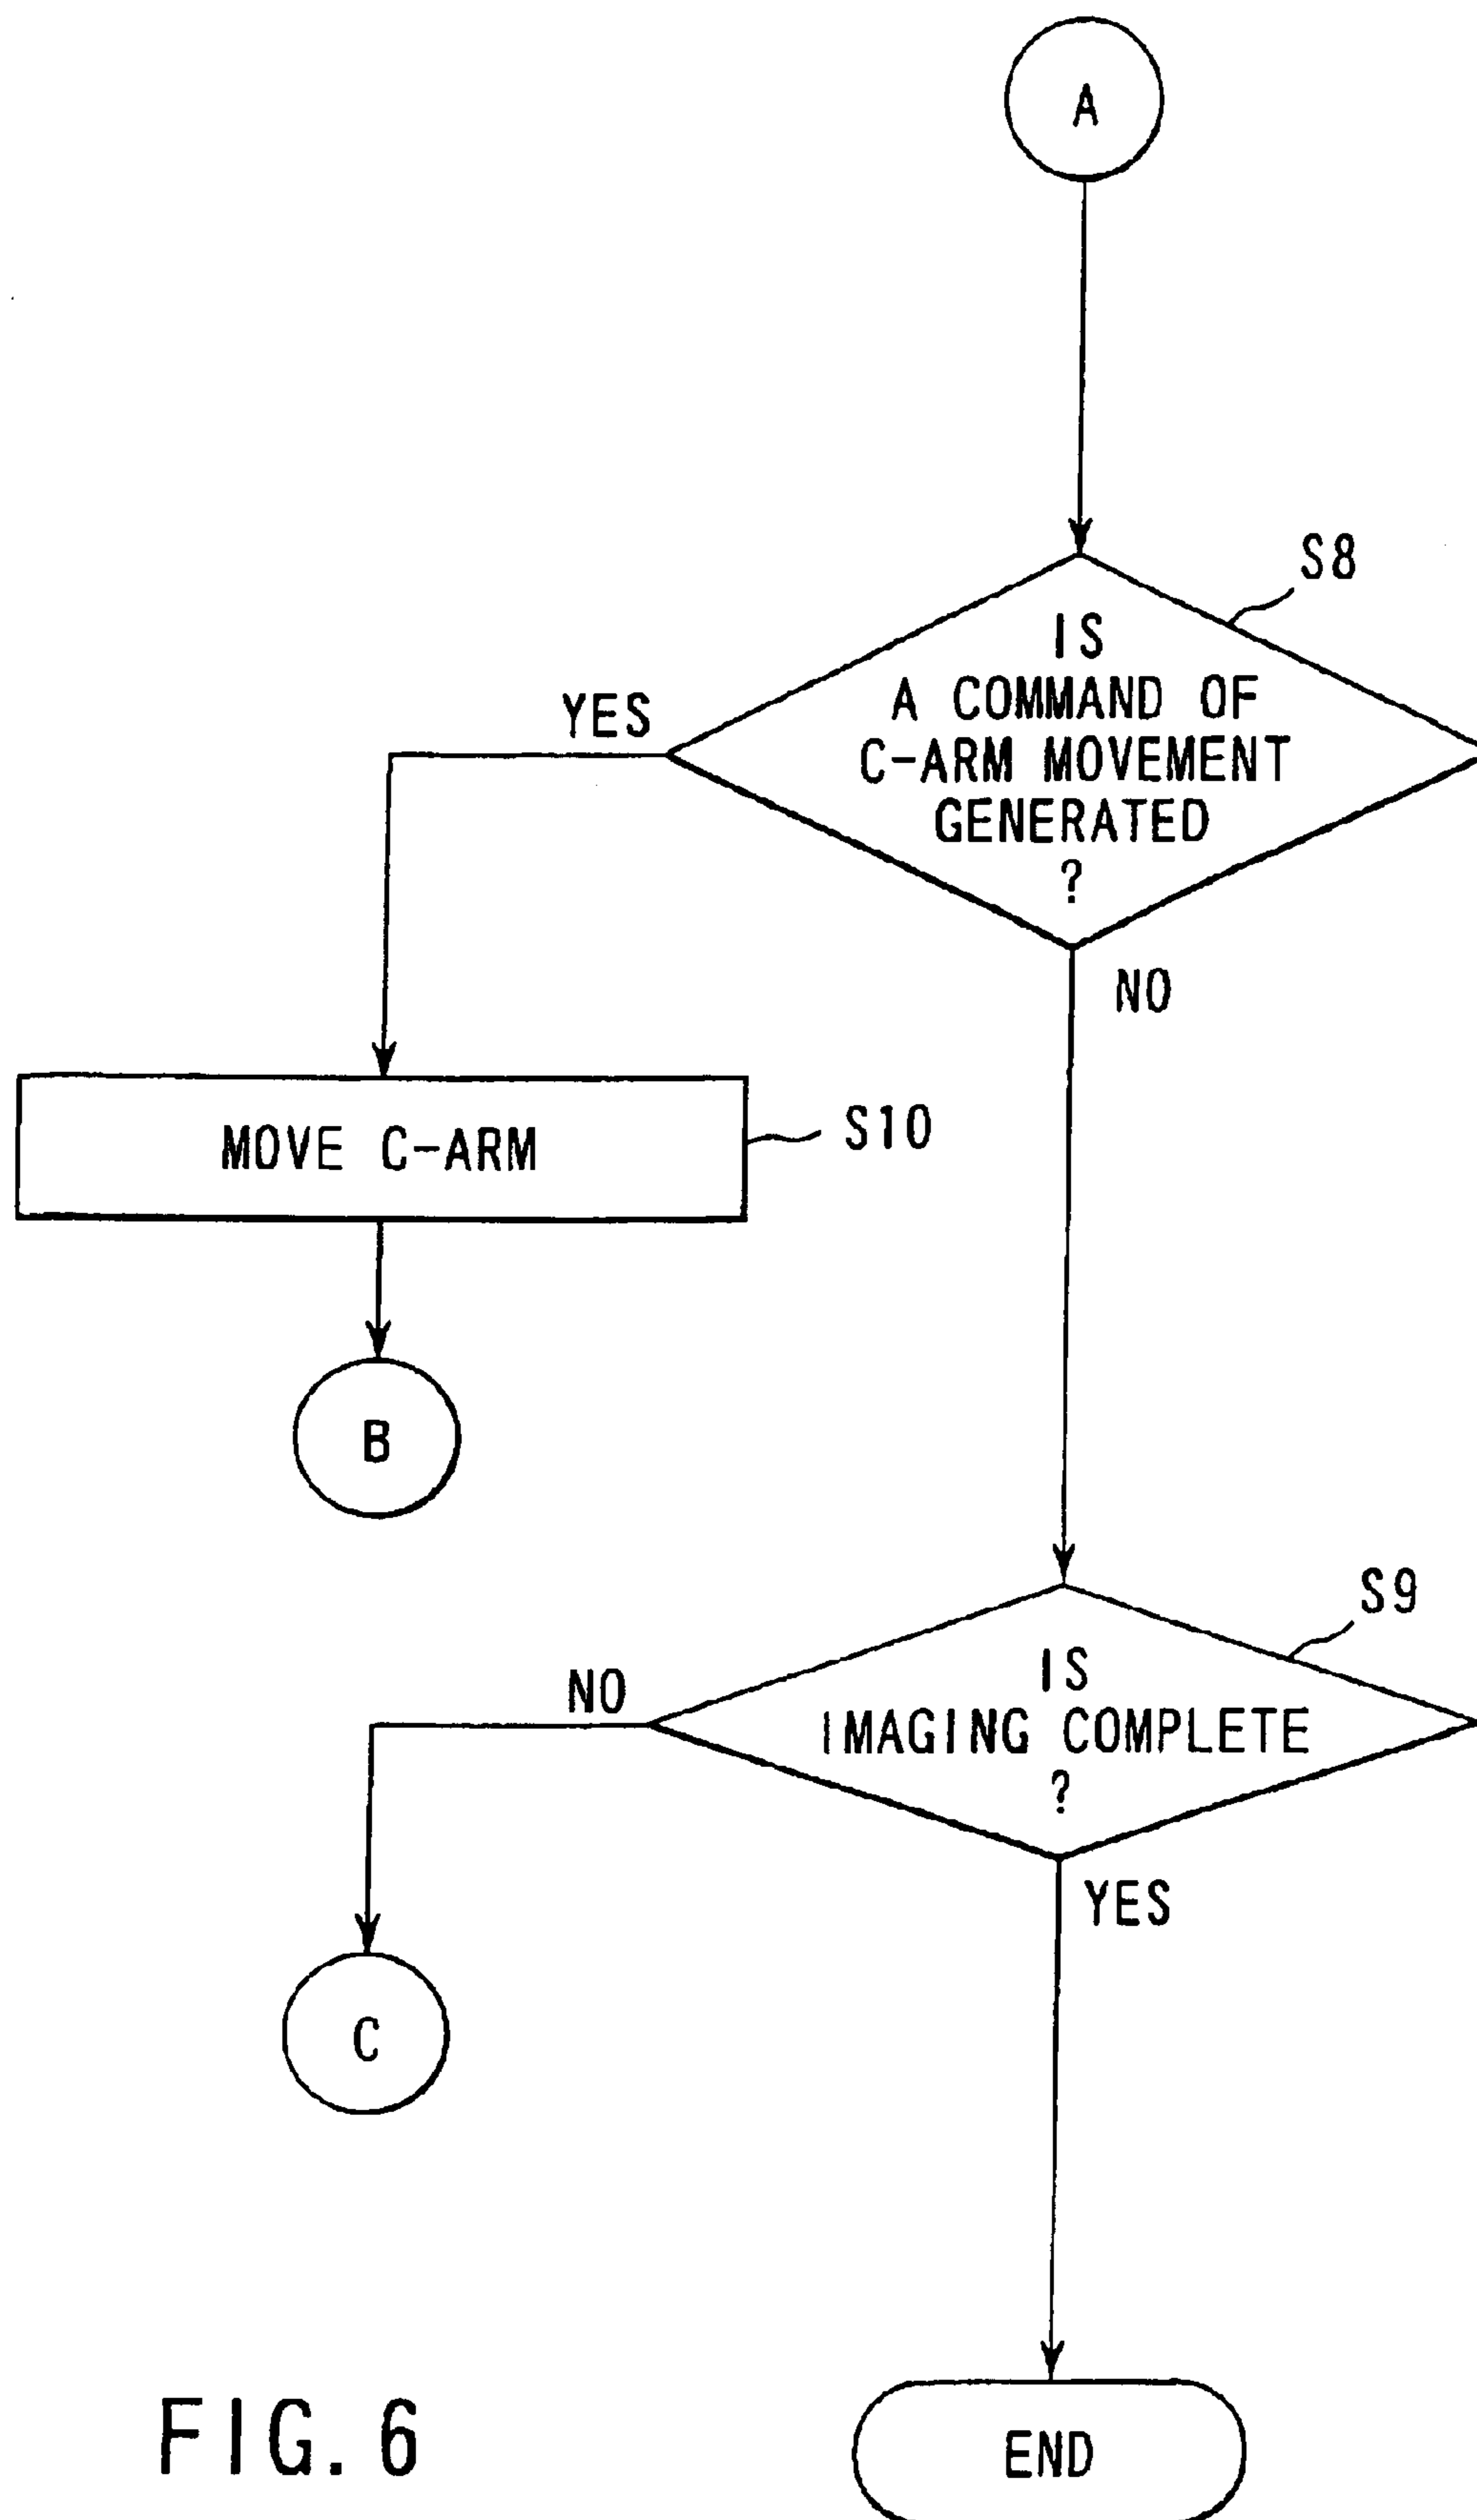 A
S8
IS
A COMMAND OF
C-ARM MOVEMENT
GENERATED
?
YES
NO
MOVE C-ARM
S10
B
S9
IS
IMAGING COMPLETE
?
NO
YES
C
END
FIG. 6